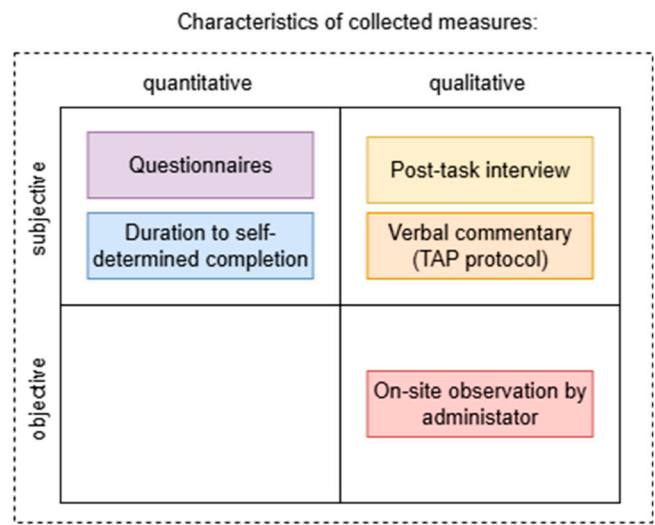 Characteristics of collected measures:
quantitative
qualitative
subjective
Questionnaires
Post-task interview
Duration to self-
determined completion
Verbal commentary
(TAP protocol)
objective
On-site observation by
administator